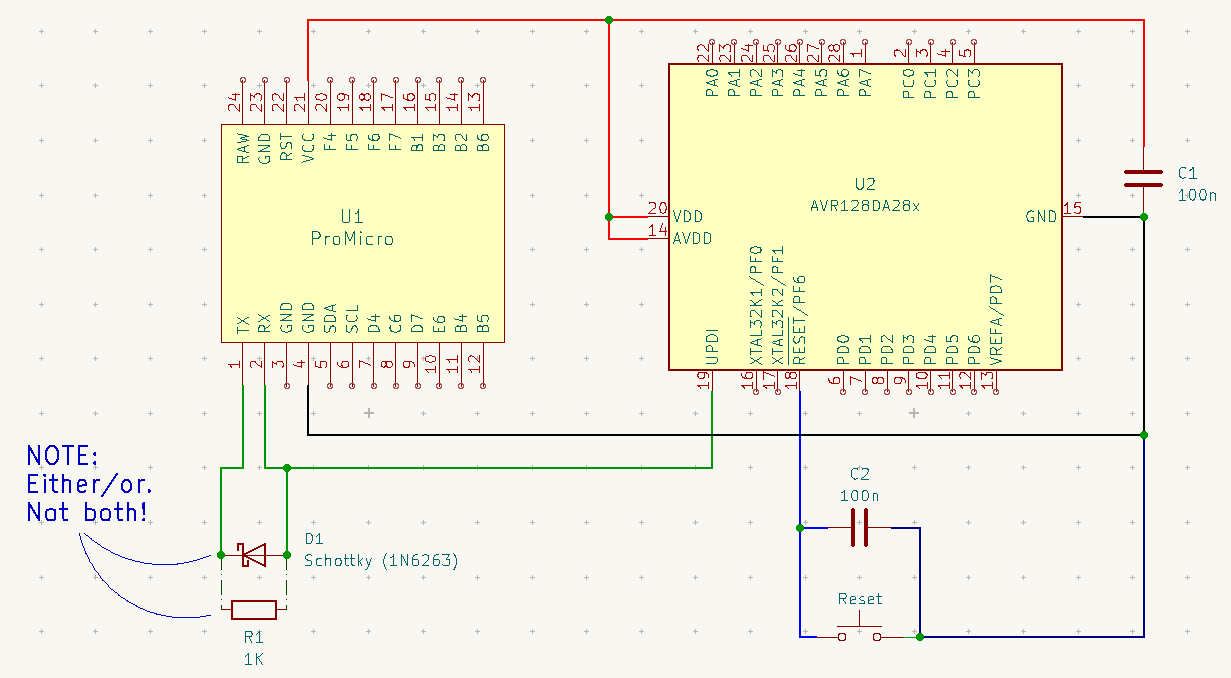 22 23 24 25 26 27 28 1 2 3 4 5
PA0 PA1 PA2 PA3 PA4 PA5 PA6 PA7 PC0 PC1 PC2 PC3
24 23 22 21 20 19 18 17 16 15 14 13
RAW GND RST VCC F4 F5 F6 F7 B1 B3 B2 B6
U1
ProMicro
TX RX GND GND SDA SCL D4 C6 D7 E6 B4 B5
1 2 3 4 5 6 7 8 9 10 11 12
U2
AVR128DA28x
20 VDD
14 AVDD
GND 15
C1
100n
UPDI XTAL32K1/PF0 XTAL32K2/PF1 RESET/PF6 PD0 PD1 PD2 PD3 PD4 PD5 PD6 VREFA/PD7
19 16 17 18 6 7 8 9 10 11 12 13
NOTE:
Either/or.
Nat both!
D1
Schottky (1N6263)
R1
1K
C2
100n
Reset